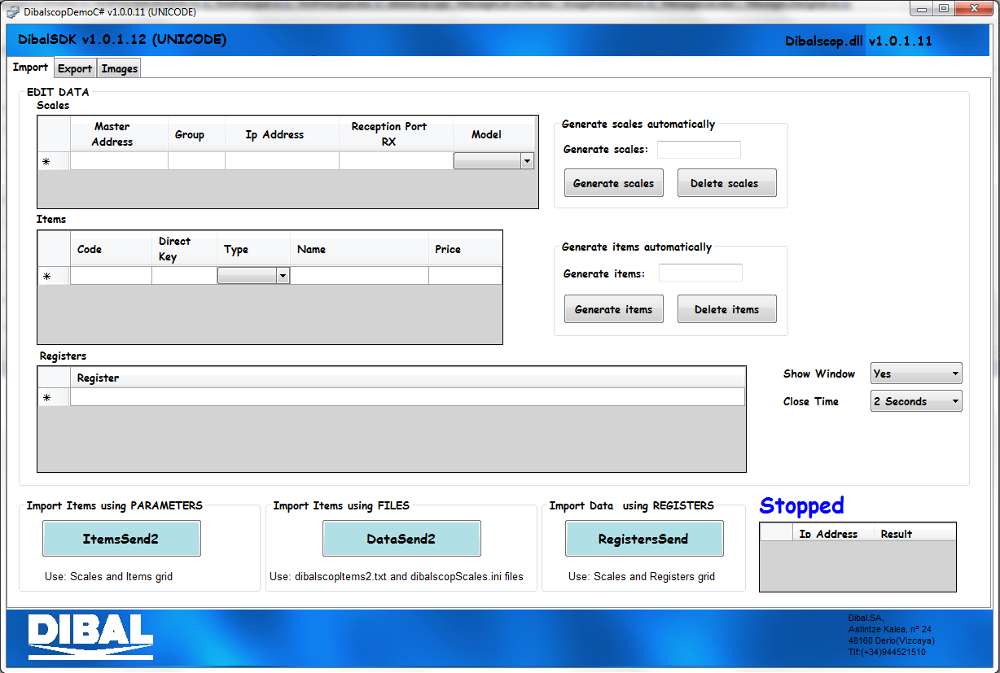 DibalscopDemoC# v1.0.0.11 (UNICODE)
DibalSDK v1.0.1.12 (UNICODE)
Dibalscop.dll v1.0.1.11
Import Export Images
EDIT DATA
Scales
Master Address Group Ip Address Reception Port RX Model
*
Generate scales automatically
Generate scales:
Generate scales Delete scales
Items
Code Direct Key Type Name Price
*
Generate items automatically
Generate items:
Generate items Delete items
Registers
Register
*
Show Window Yes
Close Time 2 Seconds
Import Items using PARAMETERS
ItemsSend2
Use: Scales and Items grid
Import Items using FILES
DataSend2
Use: dibalscopItems2.txt and dibalscopScales.ini files
Import Data using REGISTERS
RegistersSend
Use: Scales and Registers grid
Stopped
Ip Address Result
DIBAL
Dibal.SA,
Astintze Kalea, nº 24
48160 Derio(Vizcaya)
Tlf:(+34)944521510